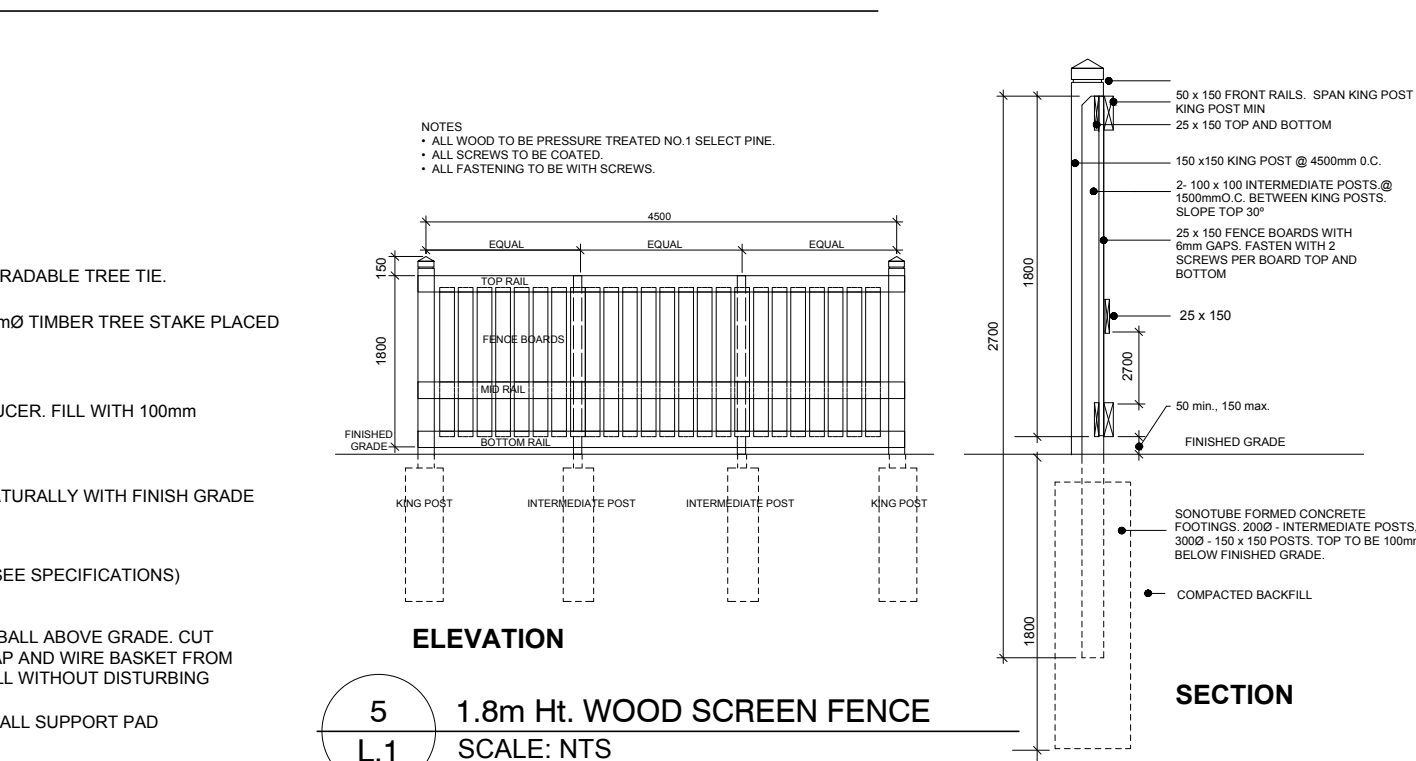 RADABLE TREE TIE.
mØ TIMBER TREE STAKE PLACED
UCER. FILL WITH 100mm
ATURALLY WITH FINISH GRADE
SEE SPECIFICATIONS)
BALL ABOVE GRADE. CUT
AP AND WIRE BASKET FROM
LL WITHOUT DISTURBING
ALL SUPPORT PAD
NOTES
• ALL WOOD TO BE PRESSURE TREATED NO.1 SELECT PINE.
• ALL SCREWS TO BE COATED.
• ALL FASTENING TO BE WITH SCREWS.
4500
EQUAL EQUAL EQUAL
150
TOP RAIL
FENCE BOARDS
1800
MID RAIL
FINISHED
GRADE
BOTTOM RAIL
KING POST INTERMEDIATE POST INTERMEDIATE POST KING POST
ELEVATION
5
L.1
1.8m Ht. WOOD SCREEN FENCE
SCALE: NTS
50 x 150 FRONT RAILS. SPAN KING POST
KING POST MIN
25 x 150 TOP AND BOTTOM
150 x150 KING POST @ 4500mm 0.C.
2- 100 x 100 INTERMEDIATE POSTS.@
1500mmO.C. BETWEEN KING POSTS.
SLOPE TOP 30º
25 x 150 FENCE BOARDS WITH
6mm GAPS. FASTEN WITH 2
SCREWS PER BOARD TOP AND
BOTTOM
1800
2700
25 x 150
2700
50 min., 150 max.
FINISHED GRADE
SONOTUBE FORMED CONCRETE
FOOTINGS. 200Ø - INTERMEDIATE POSTS,
300Ø - 150 x 150 POSTS. TOP TO BE 100mm
BELOW FINISHED GRADE.
COMPACTED BACKFILL
1800
SECTION